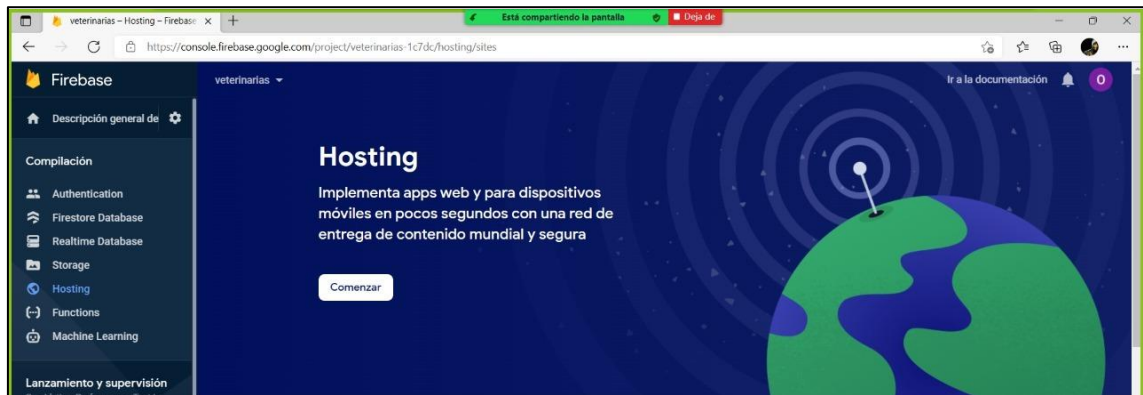 veterinarias – Hosting – Firebase
Está compartiendo la pantalla
Deja de
https://console.firebase.google.com/project/veterinarias-1c7dc/hosting/sites
Firebase
veterinarias
Ir a la documentación
O
Descripción general de
Compilación
Authentication
Firestore Database
Realtime Database
Storage
Hosting
Functions
Machine Learning
Lanzamiento y supervisión
Hosting
Implementa apps web y para dispositivos
móviles en pocos segundos con una red de
entrega de contenido mundial y segura
Comenzar